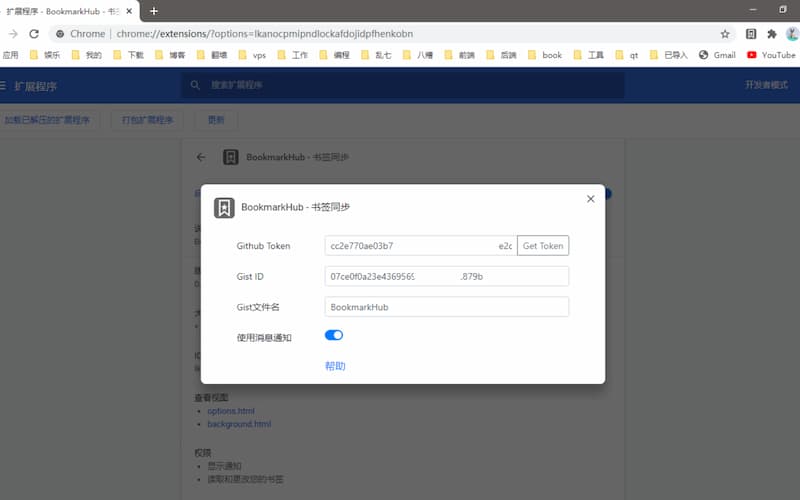 扩展程序 - BookmarkHub - 书签
Chrome | chrome://extensions/?options=lkanocpmipndlockafdojidpfhenkobn
应用 娱乐 我的 下载 博客 翻墙 vps 工作 编程 乱七 八糟 前端 后端 book 工具 qt 已导入 Gmail YouTube
扩展程序 搜索扩展程序 开发者模式
加载已解压的扩展程序 打包扩展程序 更新
BookmarkHub - 书签同步
BookmarkHub - 书签同步
Github Token cc2e770ae03b7 e2c Get Token
Gist ID 07ce0f0a23e4369569 .879b
Gist文件名 BookmarkHub
使用消息通知
帮助
查看视图
options.html
background.html
权限
显示通知
读取和更改您的书签